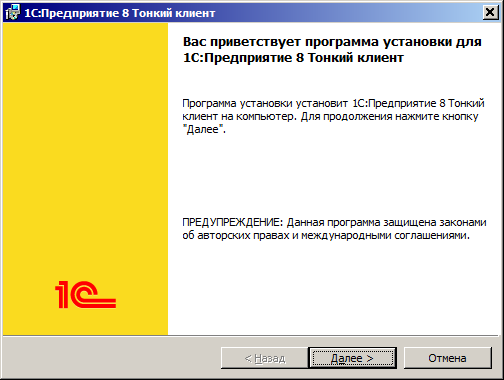 1С:Предприятие 8 Тонкий клиент
Вас приветствует программа установки для
1С:Предприятие 8 Тонкий клиент
Программа установки установит 1С:Предприятие 8 Тонкий
клиент на компьютер. Для продолжения нажмите кнопку
"Далее".
ПРЕДУПРЕЖДЕНИЕ: Данная программа защищена законами
об авторских правах и международными соглашениями.
1С
< Назад
Далее >
Отмена